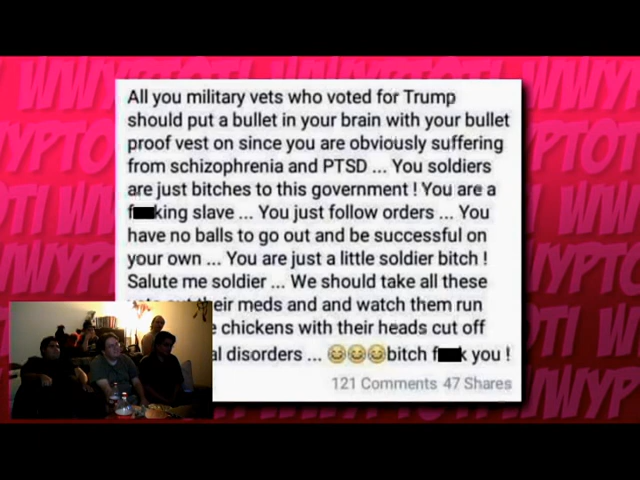 WWYPTOTI
All you military vets who voted for Trump
should put a bullet in your brain with your bullet
proof vest on since you are obviously suffering
from schizophrenia and PTSD ... You soldiers
are just bitches to this government ! You are a
f██king slave ... You just follow orders ... You
have no balls to go out and be successful on
your own ... You are just a little soldier bitch !
Salute me soldier ... We should take all these
their meds and and watch them run
chickens with their heads cut off
disorders ... 😄😄😄bitch f██k you !
121 Comments 47 Shares